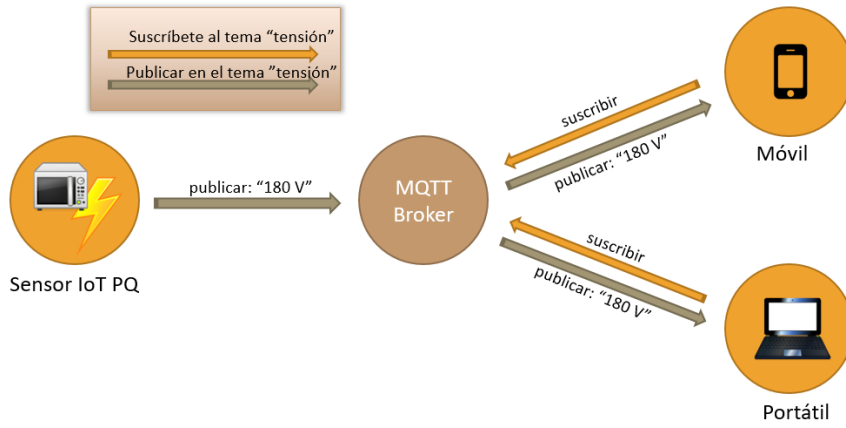 Suscríbete al tema “tensión”
Publicar en el tema ”tensión”
suscribir
publicar: “180 V”
Móvil
publicar: “180 V”
MQTT
Broker
Sensor IoT PQ
suscribir
publicar: “180 V”
Portátil